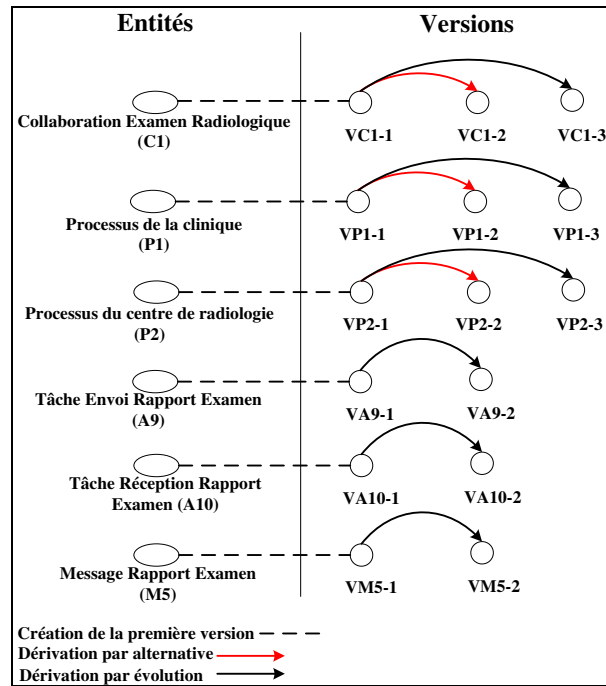 Entités
Versions
Collaboration Examen Radiologique
(C1)
VC1-1
VC1-2
VC1-3
Processus de la clinique
(P1)
VP1-1
VP1-2
VP1-3
Processus du centre de radiologie
(P2)
VP2-1
VP2-2
VP2-3
Tâche Envoi Rapport Examen
(A9)
VA9-1
VA9-2
Tâche Réception Rapport
Examen (A10)
VA10-1
VA10-2
Message Rapport Examen
(M5)
VM5-1
VM5-2
Création de la première version
Dérivation par alternative
Dérivation par évolution